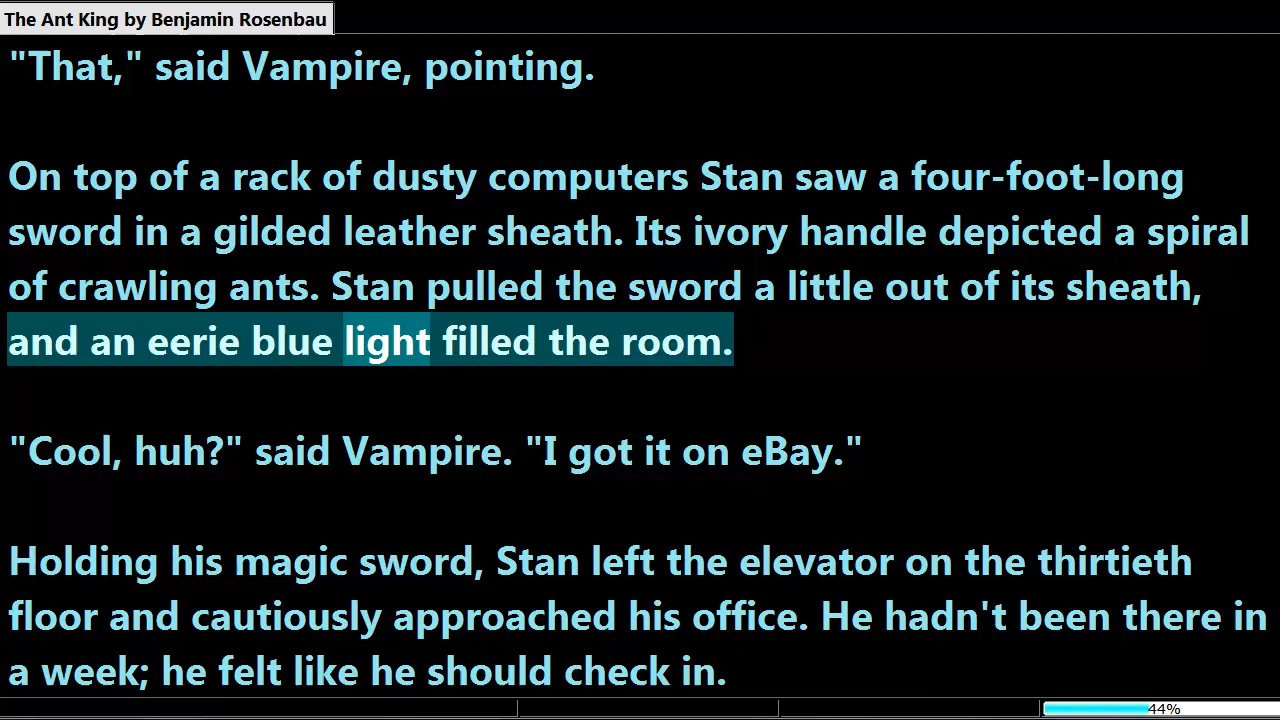 The Ant King by Benjamin Rosenbau
"That," said Vampire, pointing.
On top of a rack of dusty computers Stan saw a four-foot-long
sword in a gilded leather sheath. Its ivory handle depicted a spiral
of crawling ants. Stan pulled the sword a little out of its sheath,
and an eerie blue light filled the room.
"Cool, huh?" said Vampire. "I got it on eBay."
Holding his magic sword, Stan left the elevator on the thirtieth
floor and cautiously approached his office. He hadn't been there in
a week; he felt like he should check in.
44%